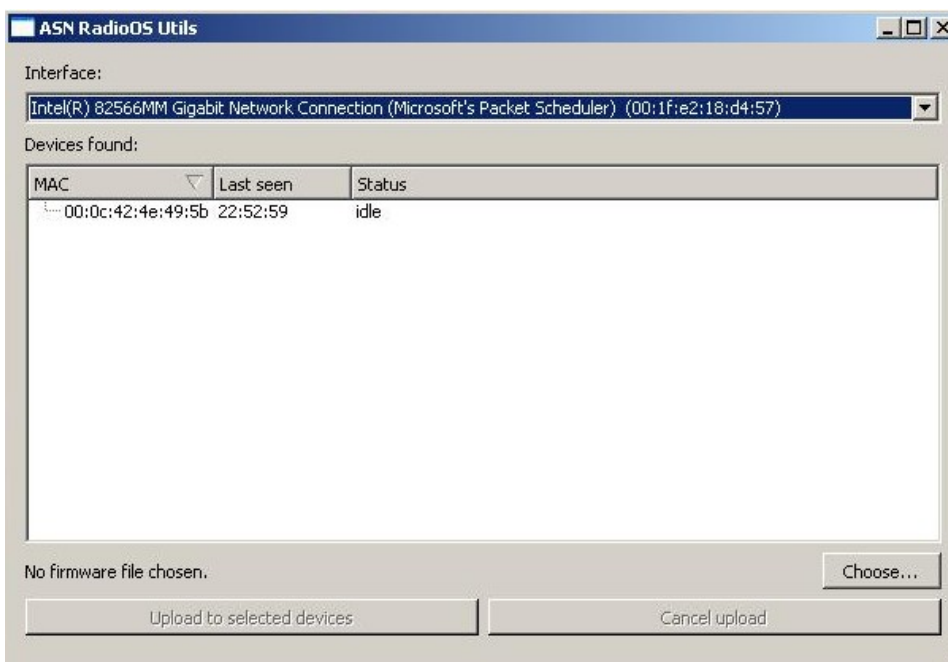 ASN RadioOS Utils
Interface:
Intel(R) 82566MM Gigabit Network Connection (Microsoft's Packet Scheduler) (00:1f:e2:18:d4:57)
Devices found:
MAC Last seen Status
00:0c:42:4e:49:5b 22:52:59 idle
No firmware file chosen. Choose...
Upload to selected devices Cancel upload